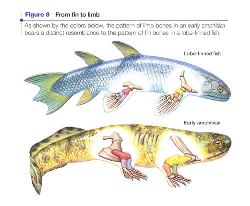 Figure 8 From fin to limb
As shown by the colors below, the pattern of limb bones in an early amphibian
bears a distinct resemblance to the pattern of fin bones in a lobe-finned fish.
Lobe-finned fish
Early amphibian